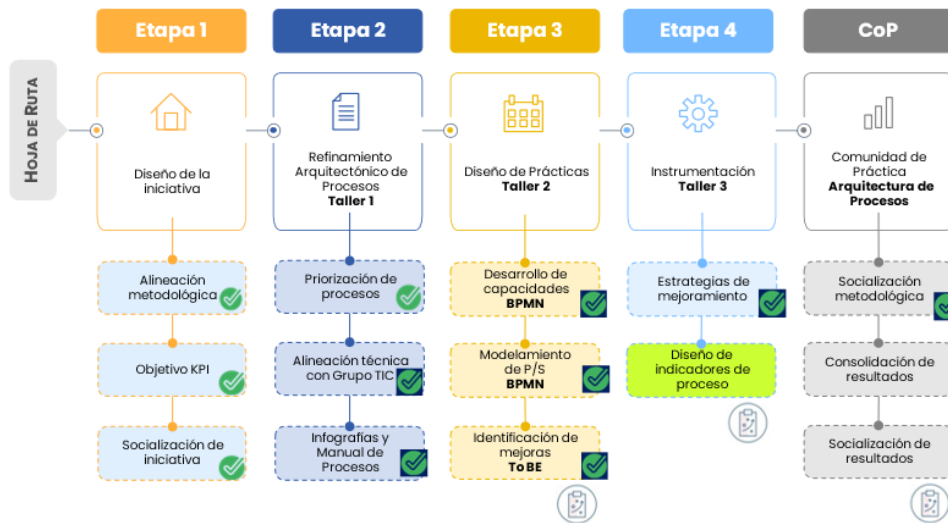 Etapa 1
Etapa 2
Etapa 3
Etapa 4
CoP
HOJA DE RUTA
Diseño de la
iniciativa
Refinamiento
Arquitectónico de
Procesos
Taller 1
Diseño de Prácticas
Taller 2
Instrumentación
Taller 3
Comunidad de
Práctica
Arquitectura de
Procesos
Alineación
metodológica
Objetivo KPI
Socialización de
iniciativa
Priorización de
procesos
Alineación técnica
con Grupo TIC
Infografías y
Manual de
Procesos
Desarrollo de
capacidades
BPMN
Modelamiento
de P/S
BPMN
Identificación de
mejoras
To BE
Estrategias de
mejoramiento
Diseño de
indicadores de
proceso
Socialización
metodológica
Consolidación de
resultados
Socialización de
resultados